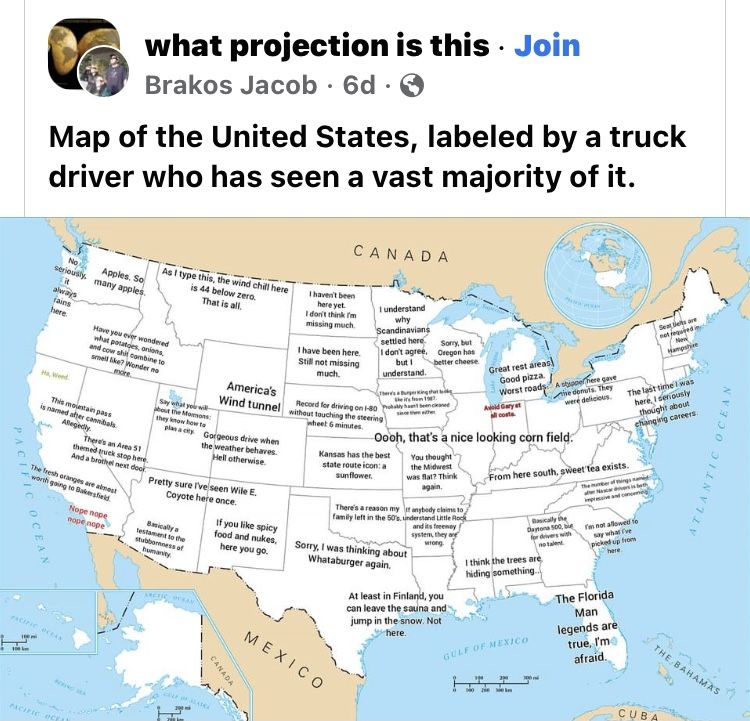 what projection is this · Join
Brakos Jacob · 6d ·
Map of the United States, labeled by a truck
driver who has seen a vast majority of it.
CANADA
No,
seriously,
it
always
rains
here.
Apples. So
many apples.
As I type this, the wind chill here
is 44 below zero.
That is all.
I haven't been
here yet.
I don't think I'm
missing much.
I understand
why
Scandinavians
settled here.
I don't agree,
but I
understand.
Sorry, but
Oregon has
better cheese.
Great rest areas.
Good pizza.
Worst roads.
Seat belts are
not required in
New
Hampshire
Have you ever wondered
what potatoes, onions,
and cow shit combine to
smell like? Wonder no
more.
I have been here.
Still not missing
much.
America's
Wind tunnel
There's a Burger King that looks
like it's from 1987.
Probably hasn't been cleaned
since then either.
Avoid Gary at
all costs.
A stripper here gave
me donuts. They
were delicious.
The last time I was
here, I seriously
thought about
changing careers.
Ha, Weed.
This mountain pass
is named after cannibals.
Allegedly.
Say what you will
about the Mormons:
they know how to
plan a city.
Record for driving on I-80
without touching the steering
wheel: 6 minutes.
Oooh, that's a nice looking corn field.
There's an Area 51
themed truck stop here.
And a brothel next door.
Gorgeous drive when
the weather behaves.
Hell otherwise.
Kansas has the best
state route icon: a
sunflower.
You thought
the Midwest
was flat? Think
again.
From here south, sweet tea exists.
The fresh oranges are almost
worth going to Bakersfield.
Nope nope
nope nope
Pretty sure I've seen Wile E.
Coyote here once.
The number of things named
after Nascar drivers is both
impressive and concerning.
Basically a
testament to the
stubbornness of
humanity.
If you like spicy
food and nukes,
here you go.
There's a reason my
family left in the 50's.
If anybody claims to
understand Little Rock
and its freeway
system, they are
wrong.
Basically the
Daytona 500, but
for drivers with
no talent.
I'm not allowed to
say what I've
picked up from
here.
Sorry, I was thinking about
Whataburger again.
I think the trees are
hiding something...
At least in Finland, you
can leave the sauna and
jump in the snow. Not
here.
The Florida
Man
legends are
true, I'm
afraid.
PACIFIC OCEAN
ATLANTIC OCEAN
GULF OF MEXICO
MEXICO
THE BAHAMAS
CUBA
ARCTIC OCEAN
CANADA
BERING SEA
GULF OF ALASKA
PACIFIC OCEAN
PACIFIC OCEAN
100 mi
100 km
200 mi
100 200 300 mi
100 200 300 km